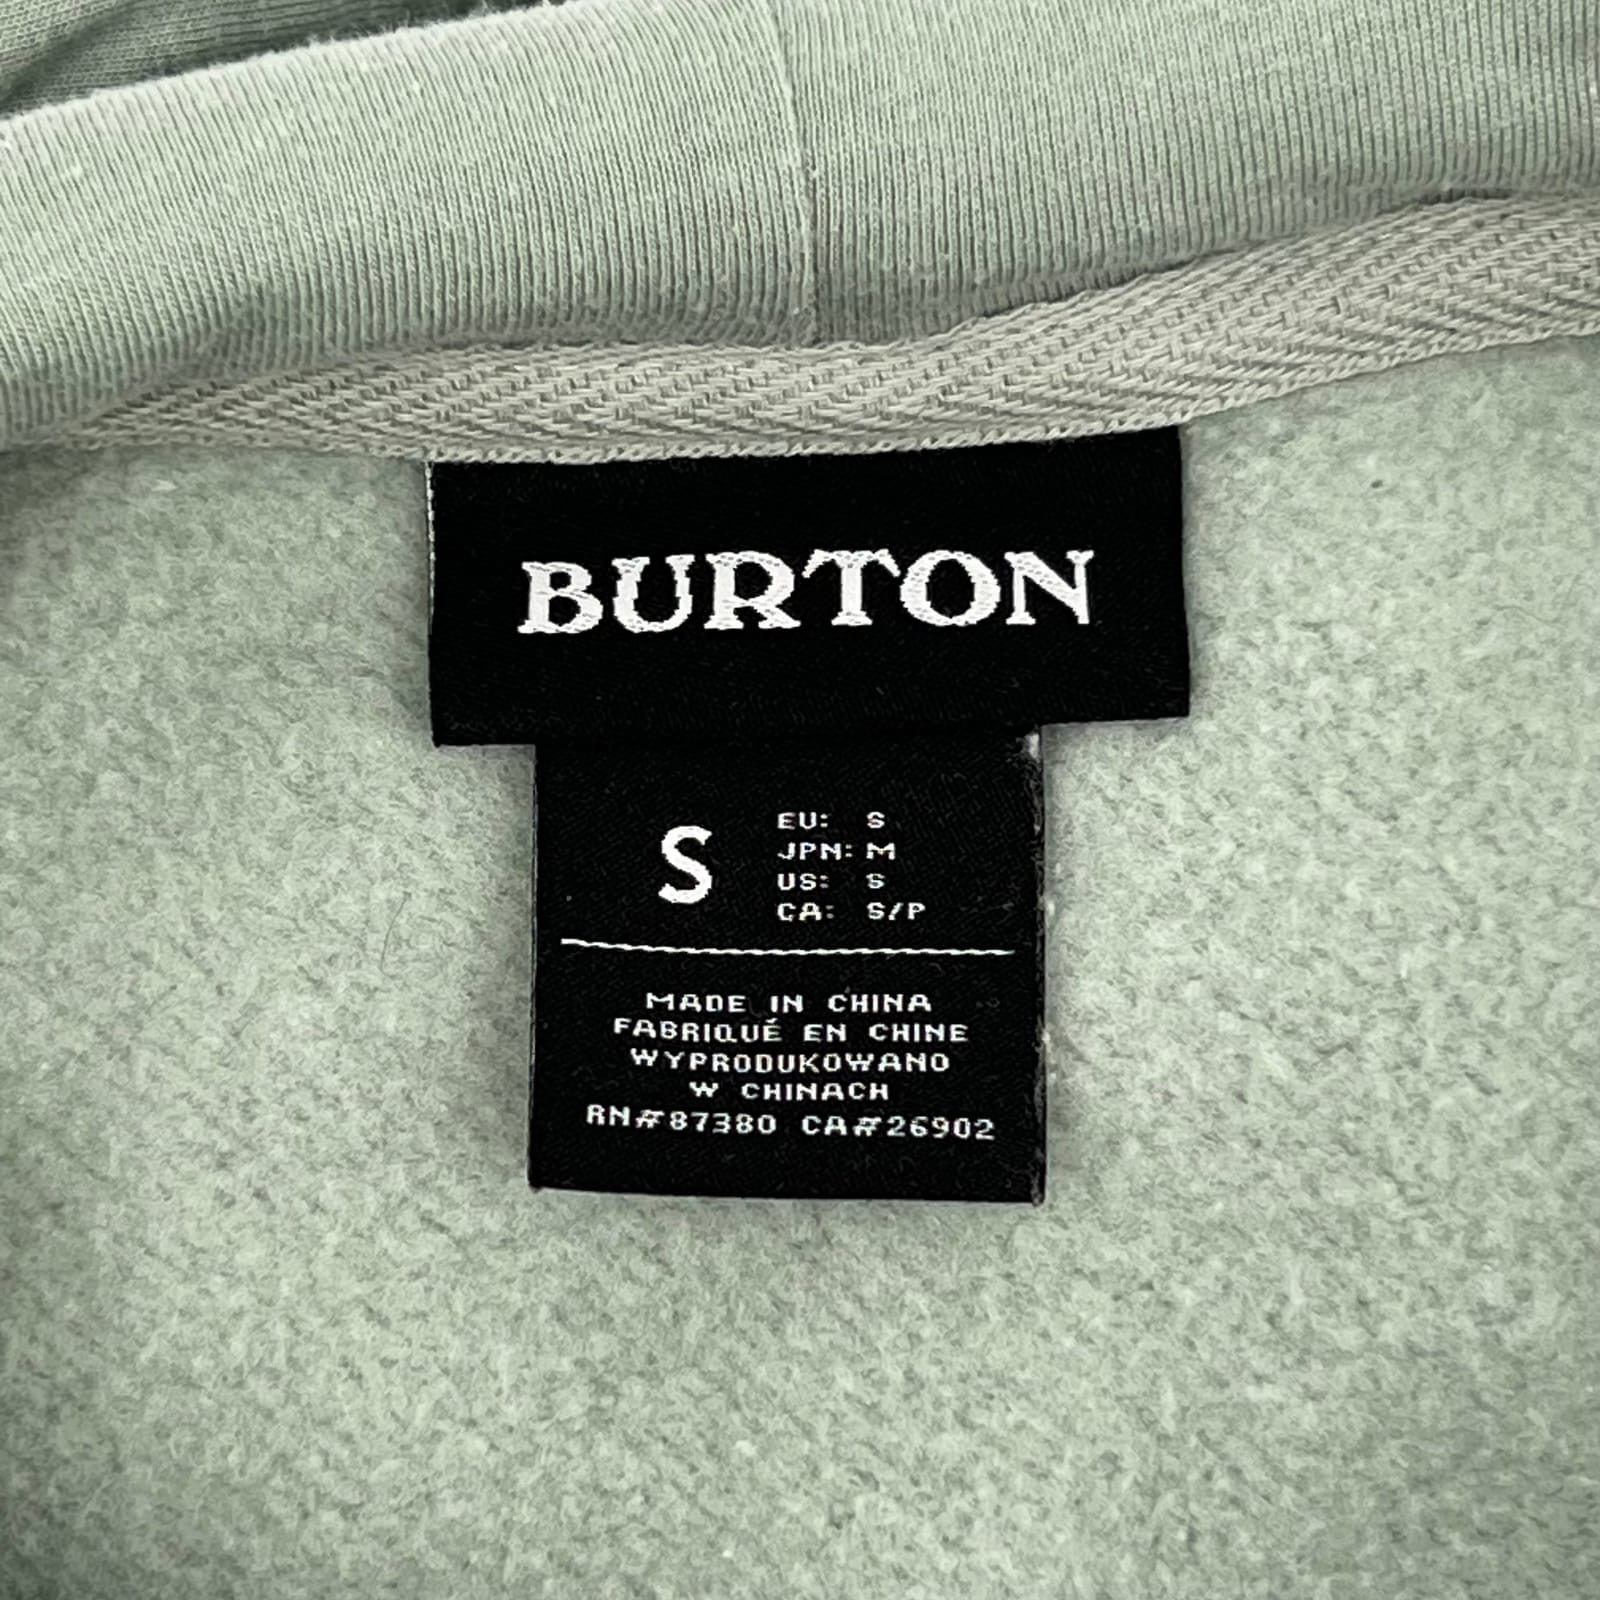 BURTON
S
EU: S
JPN: M
US: S
CA: S/P
MADE IN CHINA
FABRIQUÉ EN CHINE
WYPRODUKOWANO
W CHINACH
RN#87380 CA#26902